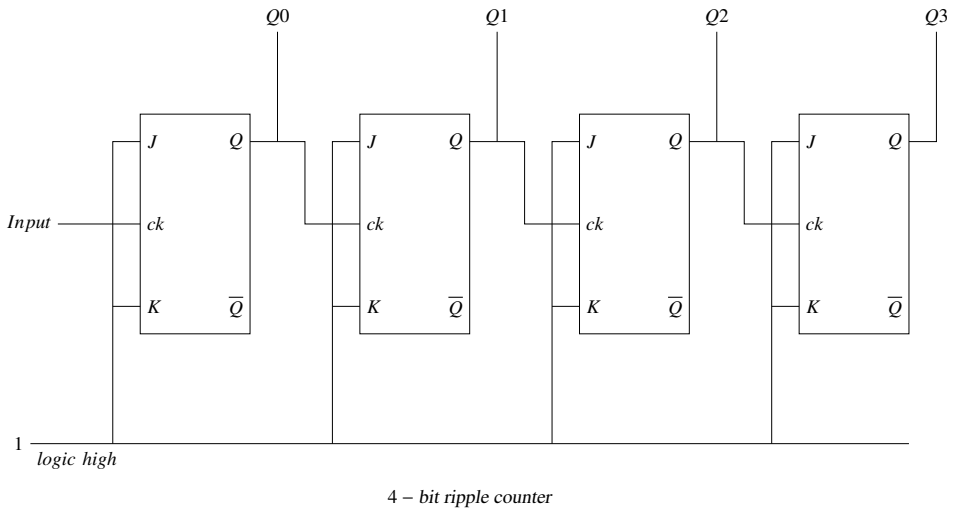 Q0 Q1 Q2 Q3
J Q J Q J Q J Q
Input ck ck ck ck
K Q̅ K Q̅ K Q̅ K Q̅
1
logic high
4 – bit ripple counter